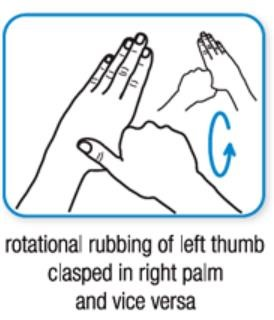 rotational rubbing of left thumb
clasped in right palm
and vice versa